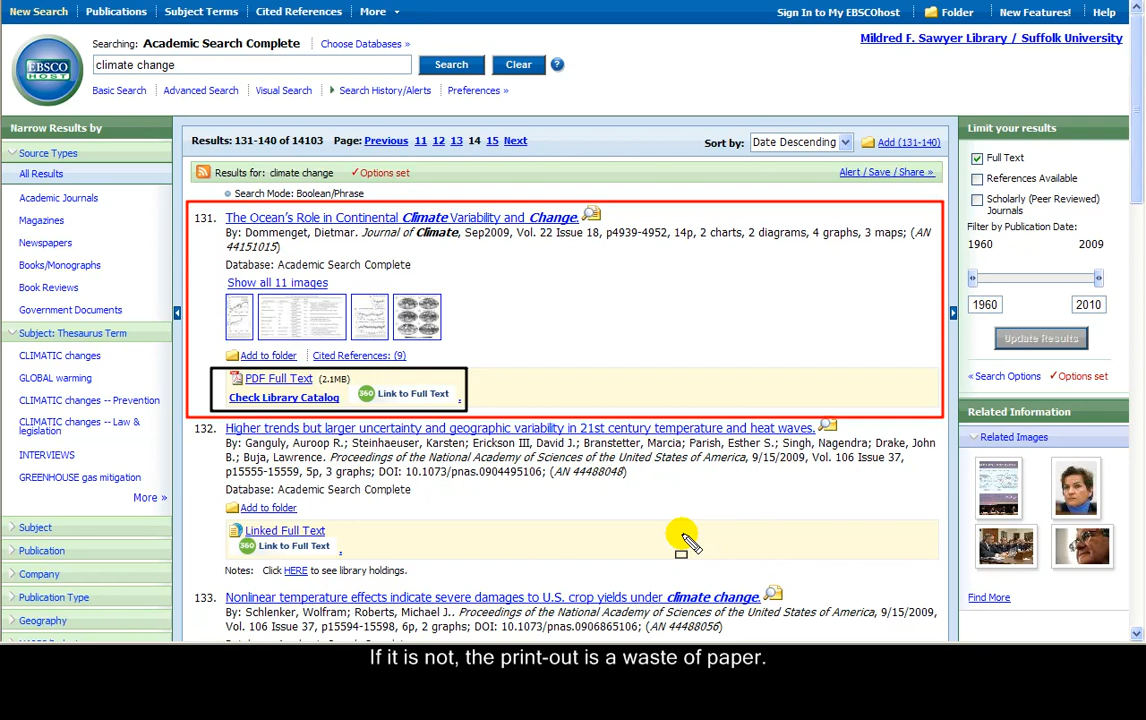 New Search Publications Subject Terms Cited References More Sign In to My EBSCOhost Folder New Features! Help
Mildred F. Sawyer Library / Suffolk University
EBSCO HOST
Searching: Academic Search Complete Choose Databases »
climate change Search Clear ?
Basic Search Advanced Search Visual Search Search History/Alerts Preferences »
Narrow Results by
Source Types
All Results
Academic Journals
Magazines
Newspapers
Books/Monographs
Book Reviews
Government Documents
Subject: Thesaurus Term
CLIMATIC changes
GLOBAL warming
CLIMATIC changes -- Prevention
CLIMATIC changes -- Law &
legislation
INTERVIEWS
GREENHOUSE gas mitigation
More »
Subject
Publication
Company
Publication Type
Geography
Results: 131-140 of 14103 Page: Previous 11 12 13 14 15 Next Sort by: Date Descending Add (131-140)
Results for: climate change ✓Options set Alert / Save / Share »
Search Mode: Boolean/Phrase
131. The Ocean's Role in Continental Climate Variability and Change.
By: Dommenget, Dietmar. Journal of Climate, Sep2009, Vol. 22 Issue 18, p4939-4952, 14p, 2 charts, 2 diagrams, 4 graphs, 3 maps; (AN
44151015)
Database: Academic Search Complete
Show all 11 images
Add to folder Cited References: (9)
PDF Full Text (2.1MB)
Check Library Catalog 360 Link to Full Text .
132. Higher trends but larger uncertainty and geographic variability in 21st century temperature and heat waves.
By: Ganguly, Auroop R.; Steinhaeuser, Karsten; Erickson III, David J.; Branstetter, Marcia; Parish, Esther S.; Singh, Nagendra; Drake, John
B.; Buja, Lawrence. Proceedings of the National Academy of Sciences of the United States of America, 9/15/2009, Vol. 106 Issue 37,
p15555-15559, 5p, 3 graphs; DOI: 10.1073/pnas.0904495106; (AN 44488048)
Database: Academic Search Complete
Add to folder
Linked Full Text
360 Link to Full Text .
Notes: Click HERE to see library holdings.
133. Nonlinear temperature effects indicate severe damages to U.S. crop yields under climate change.
By: Schlenker, Wolfram; Roberts, Michael J.. Proceedings of the National Academy of Sciences of the United States of America, 9/15/2009,
Vol. 106 Issue 37, p15594-15598, 6p, 2 graphs; DOI: 10.1073/pnas.0906865106; (AN 44488056)
Limit your results
Full Text
References Available
Scholarly (Peer Reviewed)
Journals
Filter by Publication Date:
1960 2009
1960 2010
Update Results
« Search Options ✓Options set
Related Information
Related Images
Find More
If it is not, the print-out is a waste of paper.